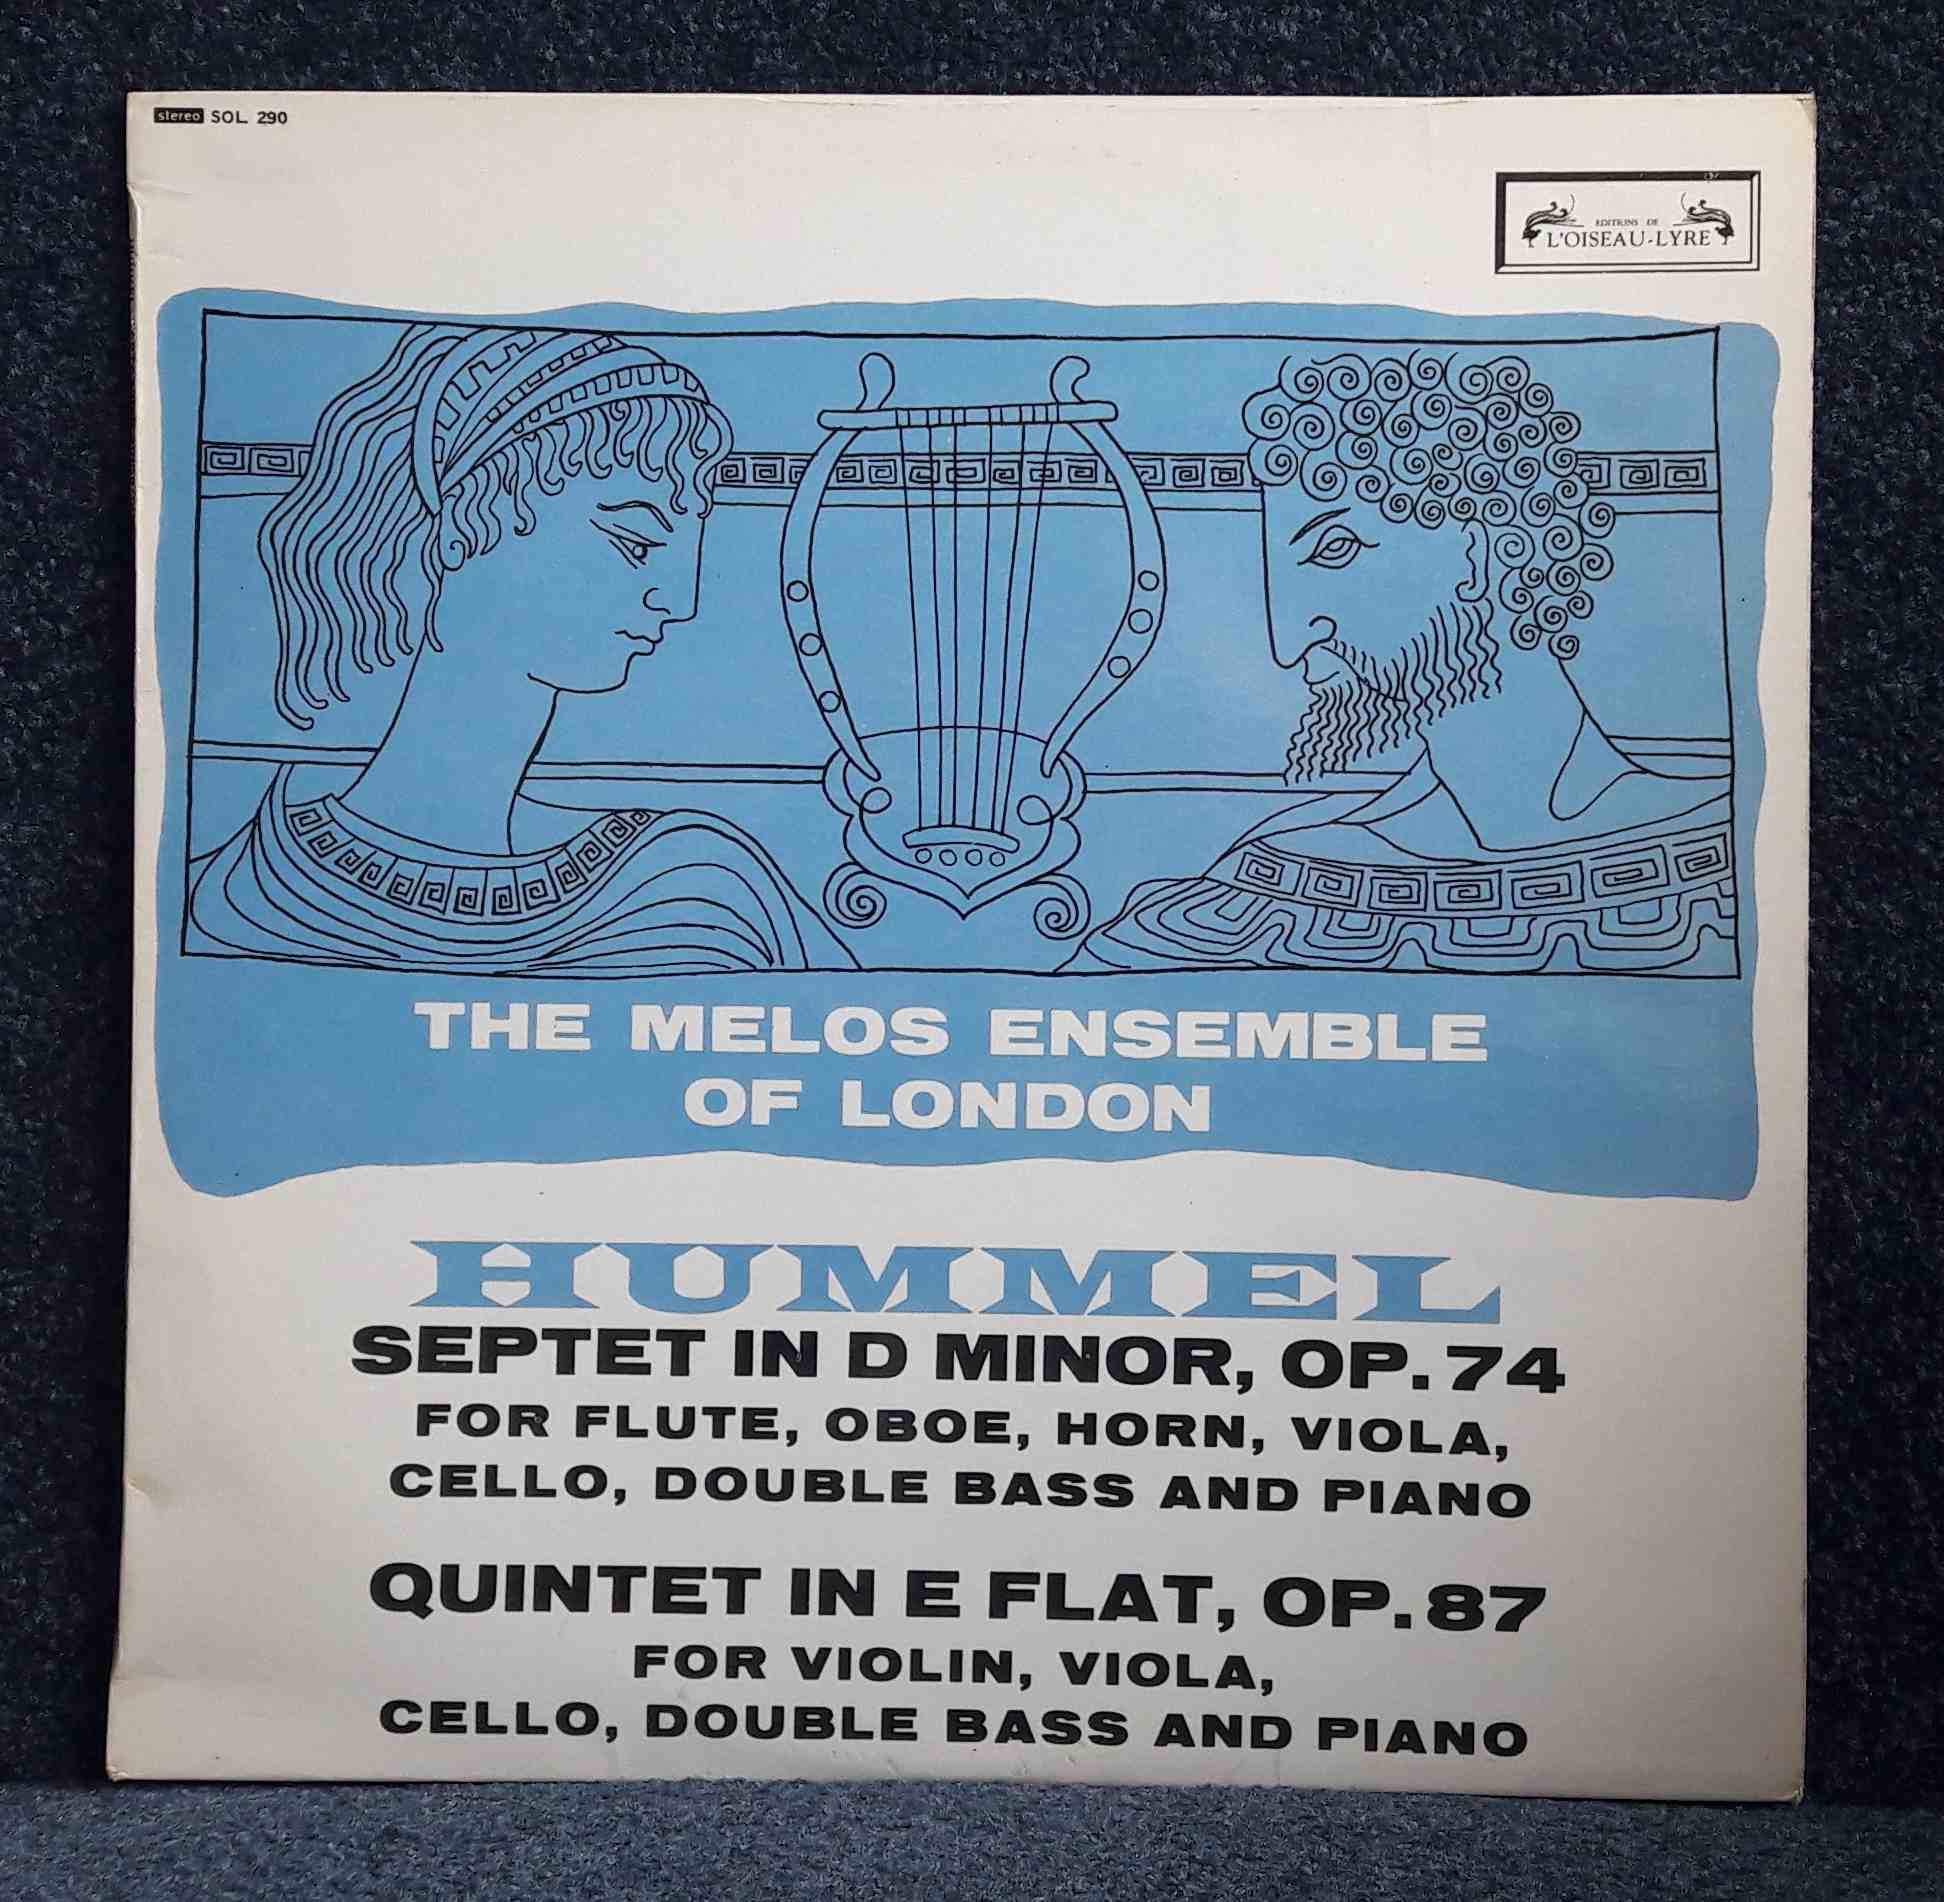 stereo SOL 290
EDITIONS DE
L'OISEAU-LYRE
THE MELOS ENSEMBLE
OF LONDON
HUMMEL
SEPTET IN D MINOR, OP. 74
FOR FLUTE, OBOE, HORN, VIOLA,
CELLO, DOUBLE BASS AND PIANO
QUINTET IN E FLAT, OP. 87
FOR VIOLIN, VIOLA,
CELLO, DOUBLE BASS AND PIANO